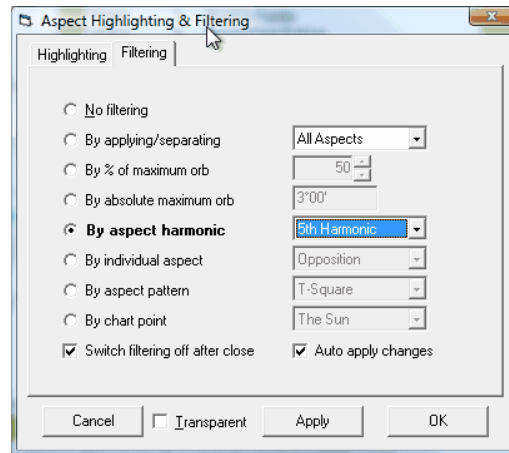 Aspect Highlighting & Filtering
Highlighting Filtering
No filtering
By applying/separating All Aspects
By % of maximum orb 50
By absolute maximum orb 3°00'
By aspect harmonic 5th Harmonic
By individual aspect Opposition
By aspect pattern T-Square
By chart point The Sun
Switch filtering off after close Auto apply changes
Cancel Transparent Apply OK